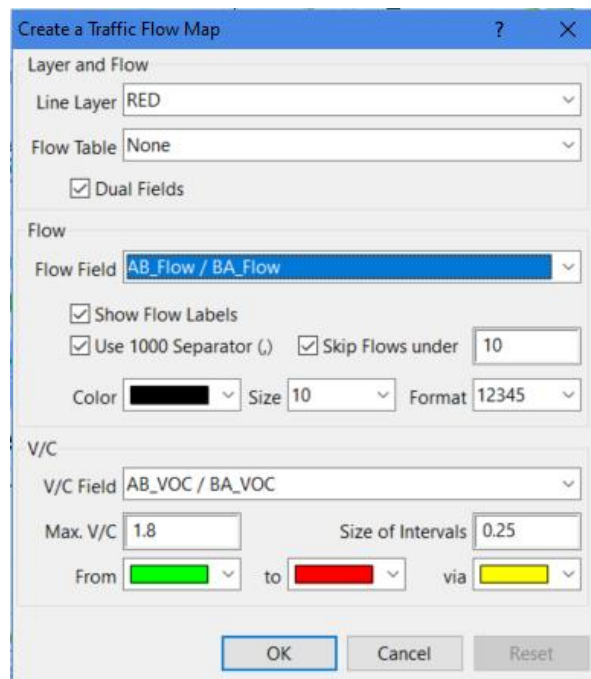 Create a Traffic Flow Map ?
Layer and Flow
Line Layer RED
Flow Table None
Dual Fields
Flow
Flow Field AB_Flow / BA_Flow
Show Flow Labels
Use 1000 Separator (,) Skip Flows under 10
Color Size 10 Format 12345
V/C
V/C Field AB_VOC / BA_VOC
Max. V/C 1.8 Size of Intervals 0.25
From to via
OK Cancel Reset